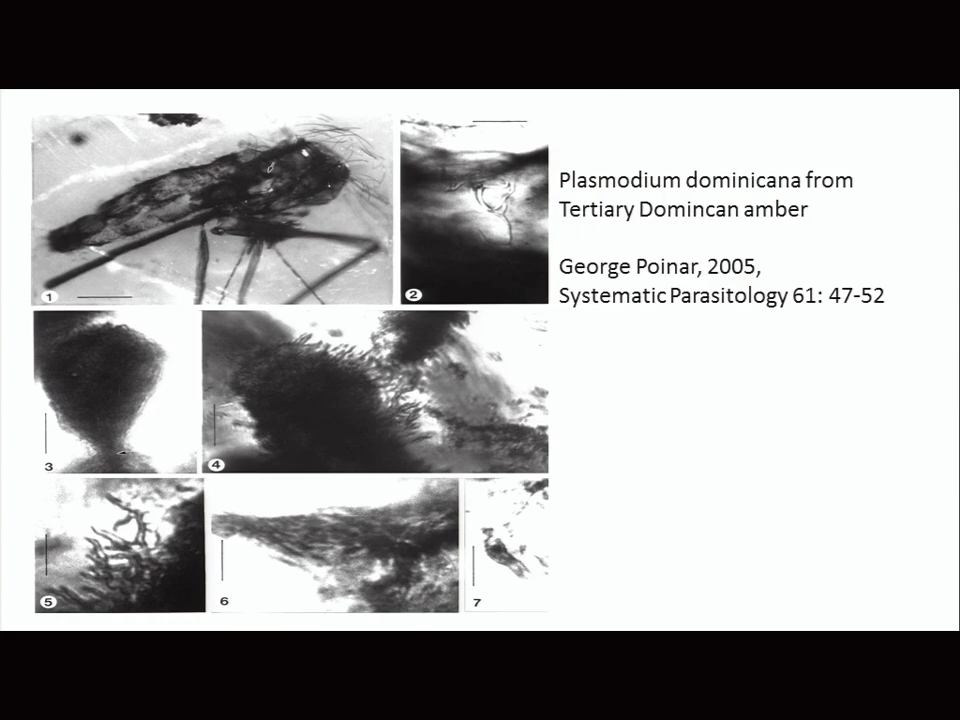 Plasmodium dominicana from
Tertiary Domincan amber
George Poinar, 2005,
Systematic Parasitology 61: 47-52
1
2
3
4
5
6
7